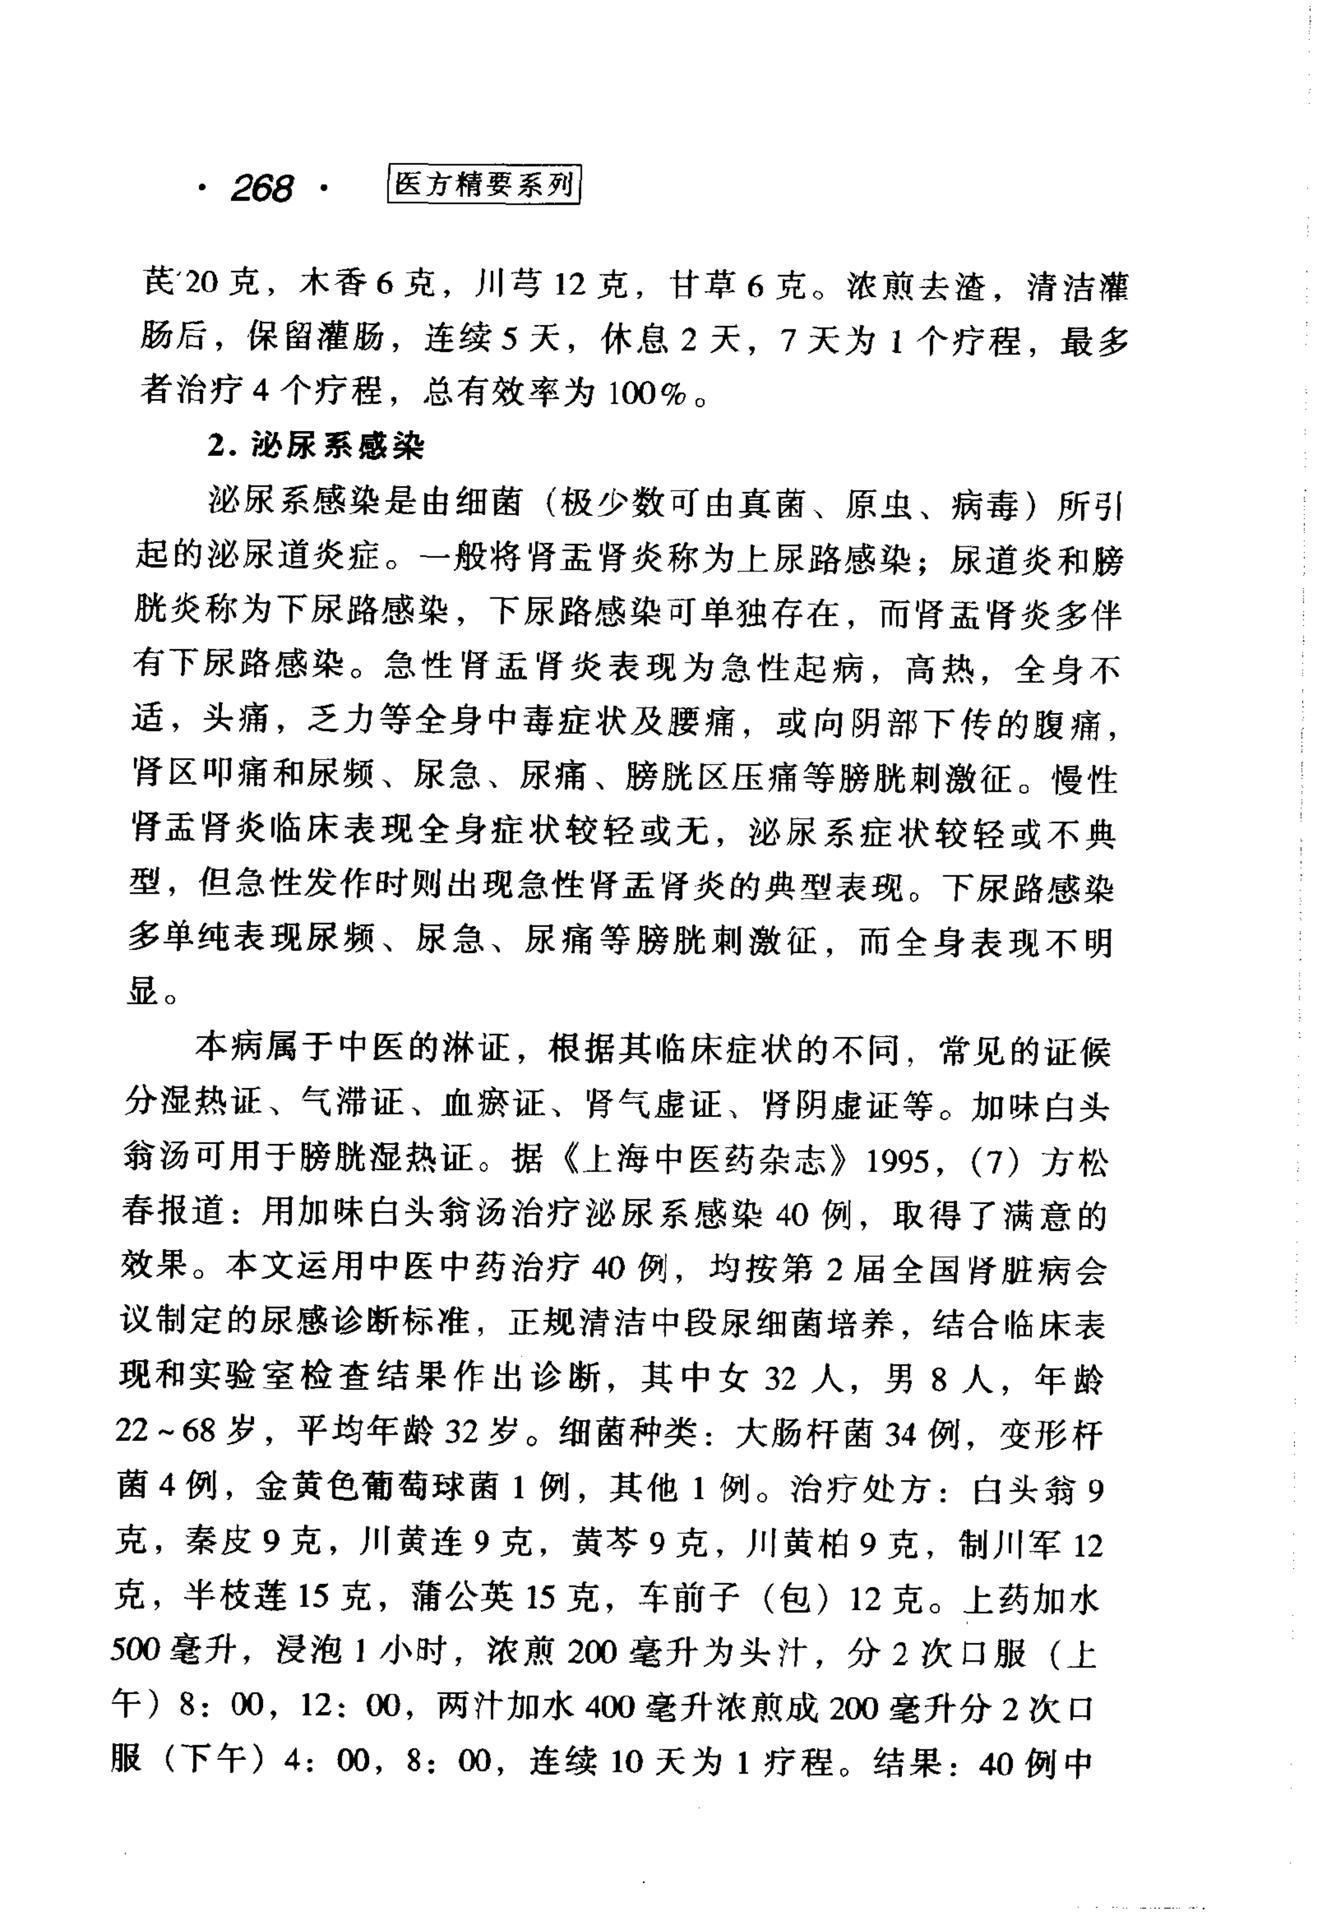 · 268 · 医方精要系列
芪20克，木香6克，川芎12克，甘草6克。浓煎去渣，清洁灌
肠后，保留灌肠，连续5天，休息2天，7天为1个疗程，最多
者治疗4个疗程，总有效率为100%。
2. 泌尿系感染
泌尿系感染是由细菌（极少数可由真菌、原虫、病毒）所引
起的泌尿道炎症。一般将肾盂肾炎称为上尿路感染；尿道炎和膀
胱炎称为下尿路感染，下尿路感染可单独存在，而肾盂肾炎多伴
有下尿路感染。急性肾盂肾炎表现为急性起病，高热，全身不
适，头痛，乏力等全身中毒症状及腰痛，或向阴部下传的腹痛，
肾区叩痛和尿频、尿急、尿痛、膀胱区压痛等膀胱刺激征。慢性
肾盂肾炎临床表现全身症状较轻或无，泌尿系症状较轻或不典
型，但急性发作时则出现急性肾盂肾炎的典型表现。下尿路感染
多单纯表现尿频、尿急、尿痛等膀胱刺激征，而全身表现不明
显。
本病属于中医的淋证，根据其临床症状的不同，常见的证候
分湿热证、气滞证、血瘀证、肾气虚证、肾阴虚证等。加味白头
翁汤可用于膀胱湿热证。据《上海中医药杂志》1995，（7）方松
春报道：用加味白头翁汤治疗泌尿系感染40例，取得了满意的
效果。本文运用中医中药治疗40例，均按第2届全国肾脏病会
议制定的尿感诊断标准，正规清洁中段尿细菌培养，结合临床表
现和实验室检查结果作出诊断，其中女32人，男8人，年龄
22~68岁，平均年龄32岁。细菌种类：大肠杆菌34例，变形杆
菌4例，金黄色葡萄球菌1例，其他1例。治疗处方：白头翁9
克，秦皮9克，川黄连9克，黄芩9克，川黄柏9克，制川军12
克，半枝莲15克，蒲公英15克，车前子（包）12克。上药加水
500毫升，浸泡1小时，浓煎200毫升为头汁，分2次口服（上
午）8：00，12：00，两汁加水400毫升浓煎成200毫升分2次口
服（下午）4：00，8：00，连续10天为1疗程。结果：40例中